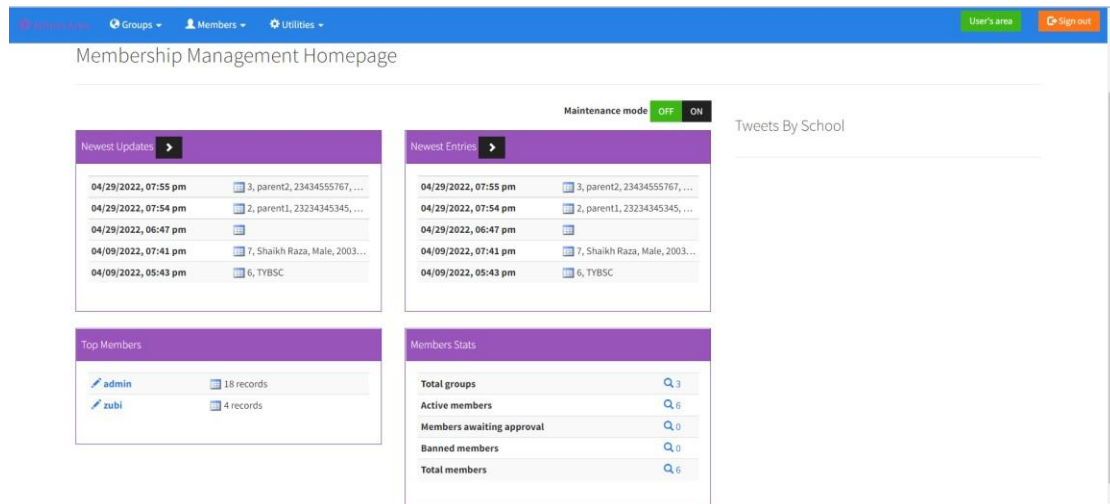 Groups Members Utilities User's area Sign out
Membership Management Homepage
Maintenance mode OFF ON
Tweets By School
Newest Updates
04/29/2022, 07:55 pm 3, parent2, 23434555767, ...
04/29/2022, 07:54 pm 2, parent1, 23234345345, ...
04/29/2022, 06:47 pm
04/09/2022, 07:41 pm 7, Shaikh Raza, Male, 2003...
04/09/2022, 05:43 pm 6, TYBSC
Newest Entries
04/29/2022, 07:55 pm 3, parent2, 23434555767, ...
04/29/2022, 07:54 pm 2, parent1, 23234345345, ...
04/29/2022, 06:47 pm
04/09/2022, 07:41 pm 7, Shaikh Raza, Male, 2003...
04/09/2022, 05:43 pm 6, TYBSC
Top Members
admin 18 records
zubi 4 records
Members Stats
Total groups 3
Active members 6
Members awaiting approval 0
Banned members 0
Total members 6